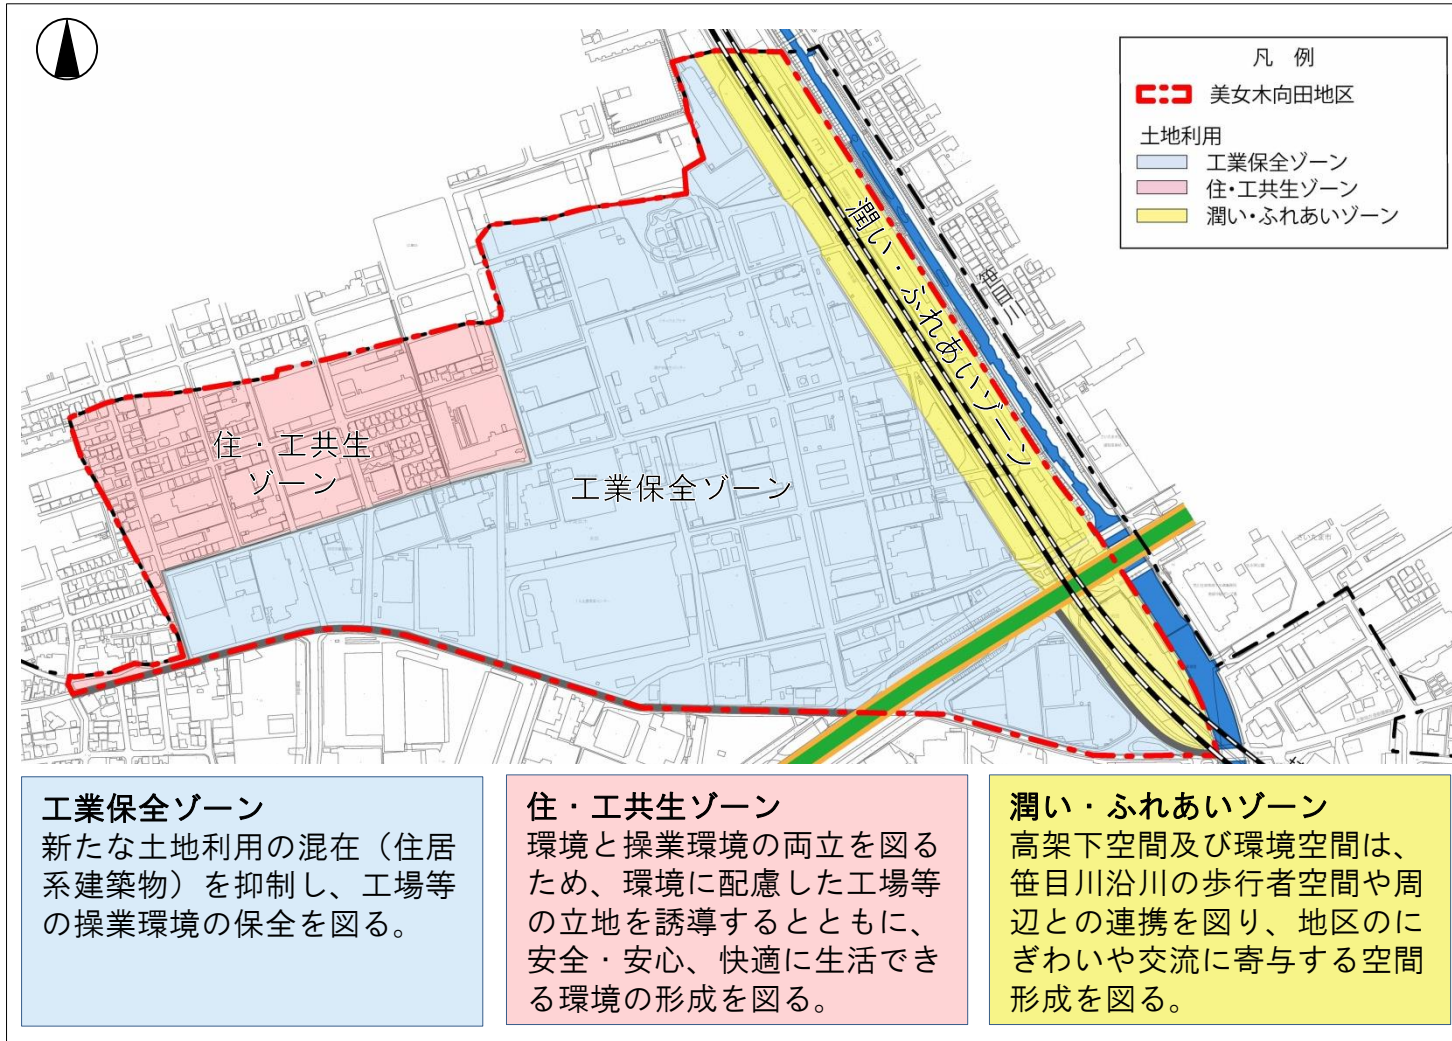 凡 例
美女木向田地区
土地利用
工業保全ゾーン
住・工共生ゾーン
潤い・ふれあいゾーン
潤い・ふれあいゾーン
住・工共生
ゾーン
工業保全ゾーン
さいたま市
工業保全ゾーン
新たな土地利用の混在（住居
系建築物）を抑制し、工場等
の操業環境の保全を図る。
住・工共生ゾーン
環境と操業環境の両立を図る
ため、環境に配慮した工場等
の立地を誘導するとともに、
安全・安心、快適に生活でき
る環境の形成を図る。
潤い・ふれあいゾーン
高架下空間及び環境空間は、
笹目川沿川の歩行者空間や周
辺との連携を図り、地区のに
ぎわいや交流に寄与する空間
形成を図る。